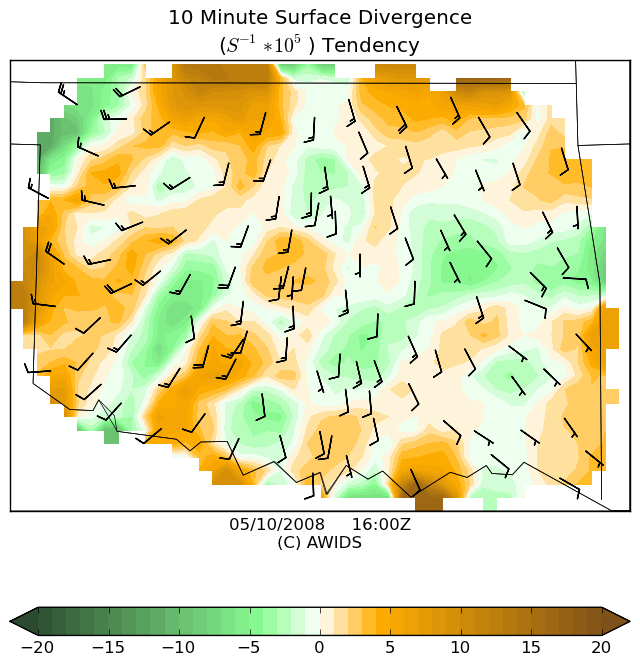 10 Minute Surface Divergence
(S⁻¹ *10⁵ ) Tendency
05/10/2008 16:00Z
(C) AWIDS
−20 −15 −10 −5 0 5 10 15 20